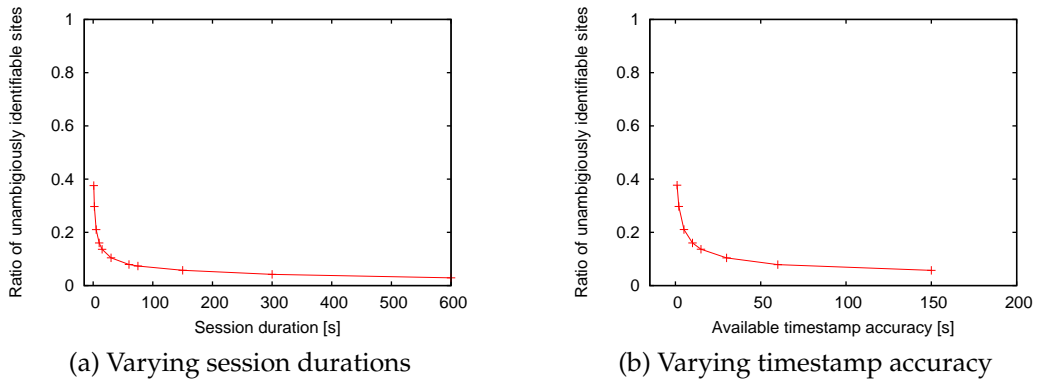 Ratio of unambigiously identifiable sites
1
0.8
0.6
0.4
0.2
0
0 100 200 300 400 500 600
Session duration [s]
(a) Varying session durations
Ratio of unambigiously identifiable sites
1
0.8
0.6
0.4
0.2
0
0 50 100 150 200
Available timestamp accuracy [s]
(b) Varying timestamp accuracy